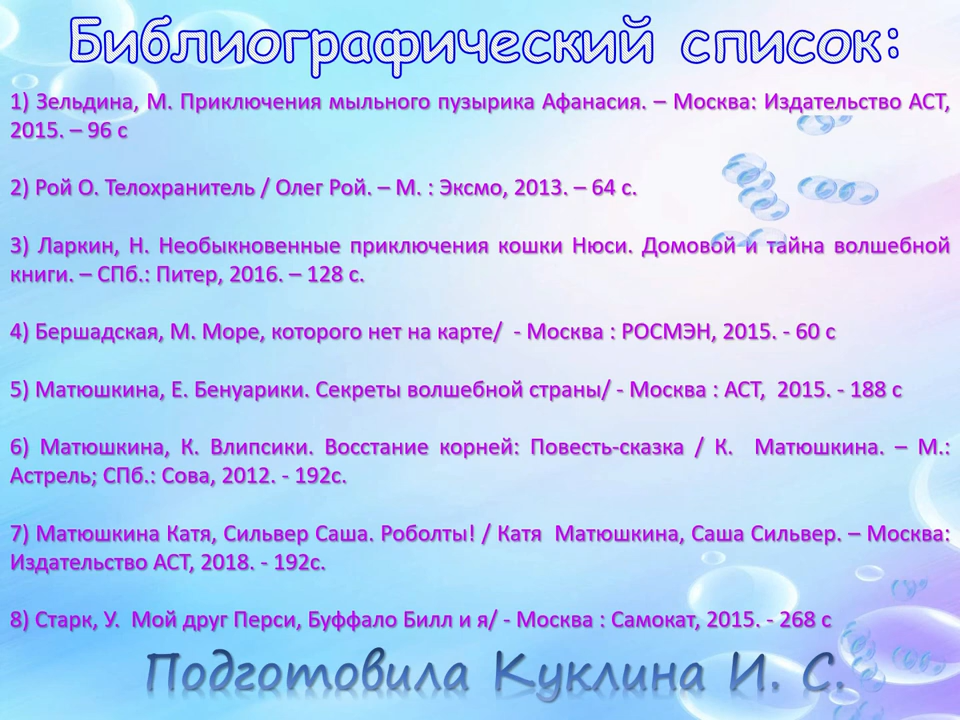 Библиографический список:
1) Зельдина, М. Приключения мыльного пузырика Афанасия. – Москва: Издательство АСТ,
2015. – 96 с
2) Рой О. Телохранитель / Олег Рой. – М. : Эксмо, 2013. – 64 с.
3) Ларкин, Н. Необыкновенные приключения кошки Нюси. Домовой и тайна волшебной
книги. – СПб.: Питер, 2016. – 128 с.
4) Бершадская, М. Море, которого нет на карте/ - Москва : РОСМЭН, 2015. - 60 с
5) Матюшкина, Е. Бенуарики. Секреты волшебной страны/ - Москва : АСТ, 2015. - 188 с
6) Матюшкина, К. Влипсики. Восстание корней: Повесть-сказка / К. Матюшкина. – М.:
Астрель; СПб.: Сова, 2012. - 192с.
7) Матюшкина Катя, Сильвер Саша. Роболты! / Катя Матюшкина, Саша Сильвер. – Москва:
Издательство АСТ, 2018. - 192с.
8) Старк, У. Мой друг Перси, Буффало Билл и я/ - Москва : Самокат, 2015. - 268 с
Подготовила Куклина И. С.